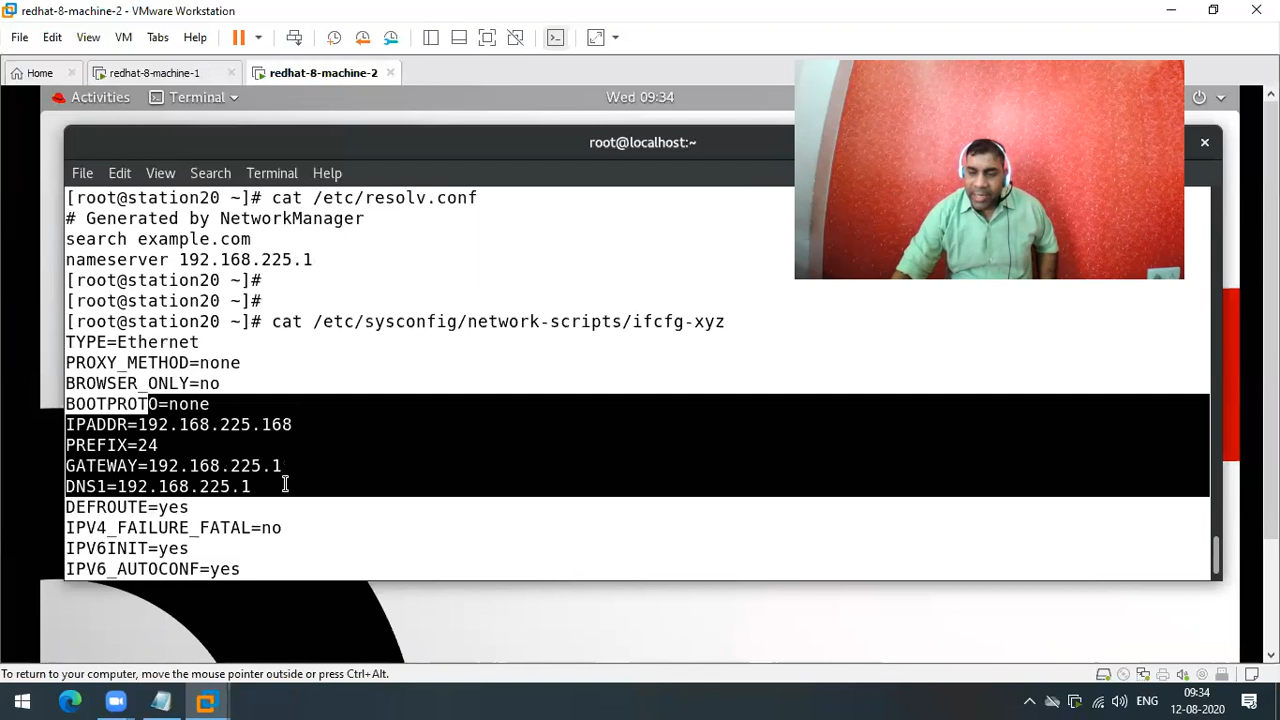 redhat-8-machine-2 - VMware Workstation
File Edit View VM Tabs Help
Home redhat-8-machine-1 redhat-8-machine-2
Activities Terminal Wed 09:34
root@localhost:~
File Edit View Search Terminal Help
[root@station20 ~]# cat /etc/resolv.conf
# Generated by NetworkManager
search example.com
nameserver 192.168.225.1
[root@station20 ~]#
[root@station20 ~]#
[root@station20 ~]# cat /etc/sysconfig/network-scripts/ifcfg-xyz
TYPE=Ethernet
PROXY_METHOD=none
BROWSER_ONLY=no
BOOTPROTO=none
IPADDR=192.168.225.168
PREFIX=24
GATEWAY=192.168.225.1
DNS1=192.168.225.1
DEFROUTE=yes
IPV4_FAILURE_FATAL=no
IPV6INIT=yes
IPV6_AUTOCONF=yes
To return to your computer, move the mouse pointer outside or press Ctrl+Alt.
ENG
09:34
12-08-2020